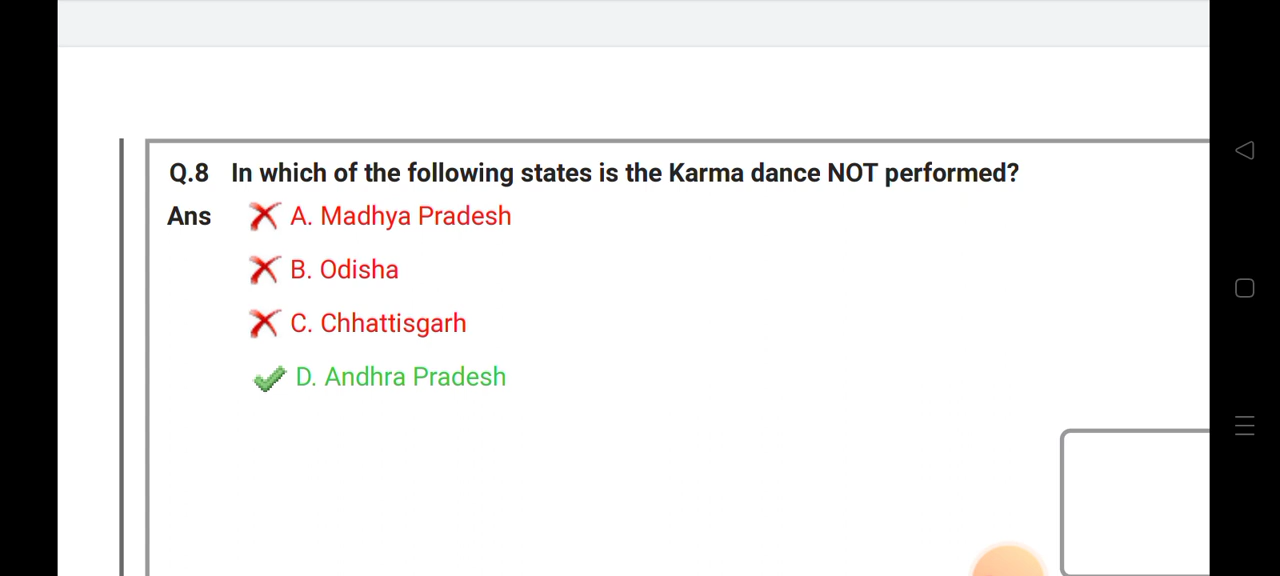 Q.8 In which of the following states is the Karma dance NOT performed?
Ans A. Madhya Pradesh
B. Odisha
C. Chhattisgarh
D. Andhra Pradesh